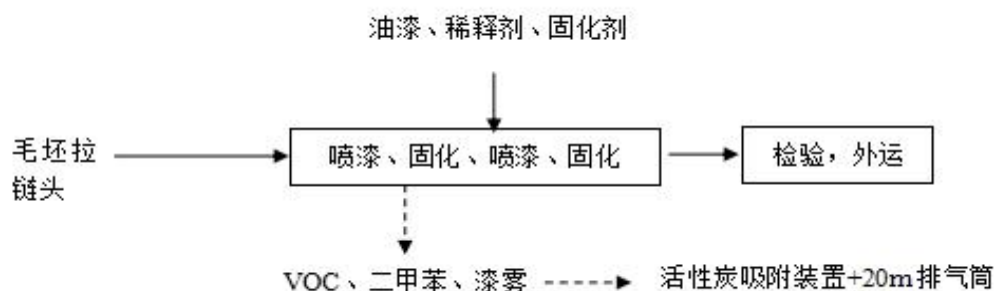 油漆、稀释剂、固化剂
毛坯拉
链头
喷漆、固化、喷漆、固化
检验，外运
VOC、二甲苯、漆雾
活性炭吸附装置+20m排气筒